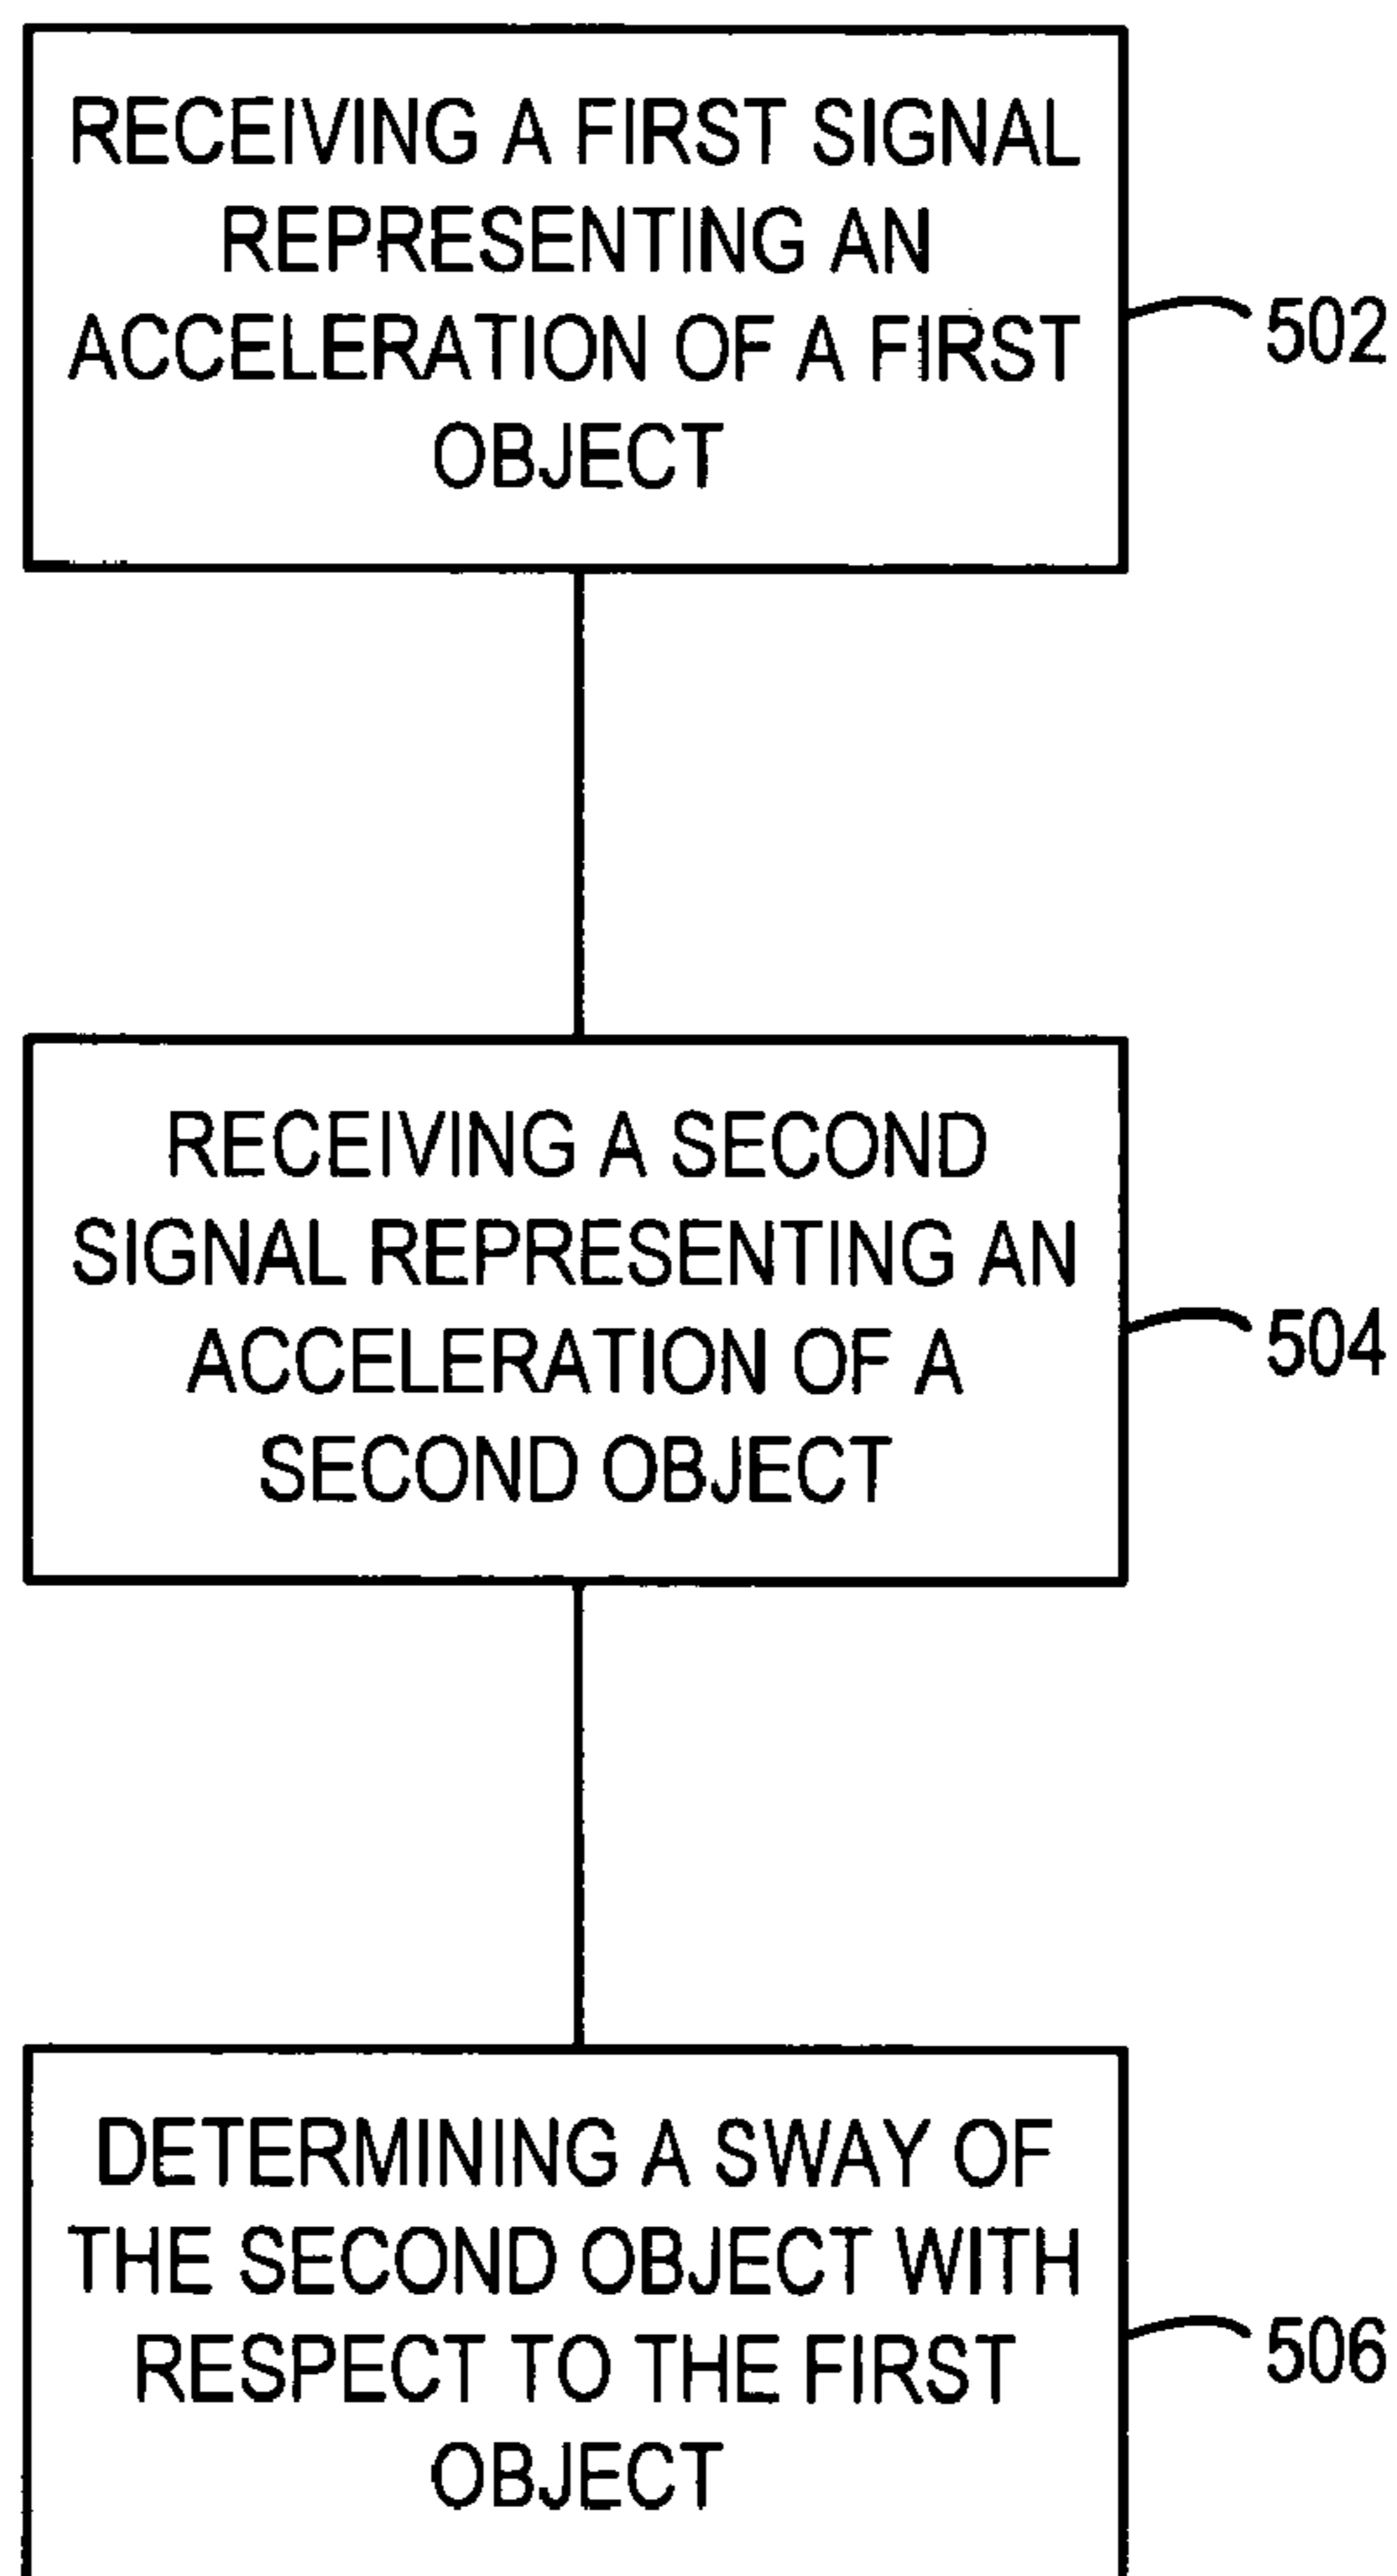 RECEIVING A FIRST SIGNAL
REPRESENTING AN
ACCELERATION OF A FIRST
OBJECT
502
RECEIVING A SECOND
SIGNAL REPRESENTING AN
ACCELERATION OF A
SECOND OBJECT
504
DETERMINING A SWAY OF
THE SECOND OBJECT WITH
RESPECT TO THE FIRST
OBJECT
506